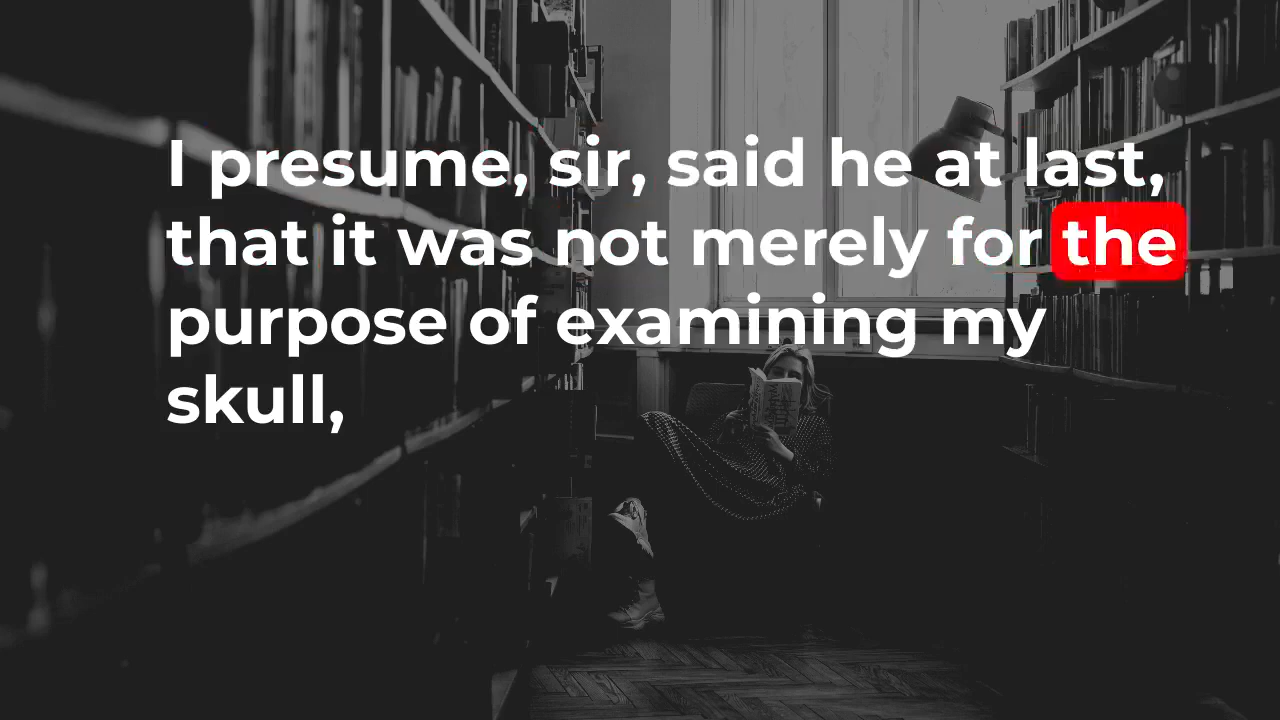 I presume, sir, said he at last,
that it was not merely for the
purpose of examining my
skull,